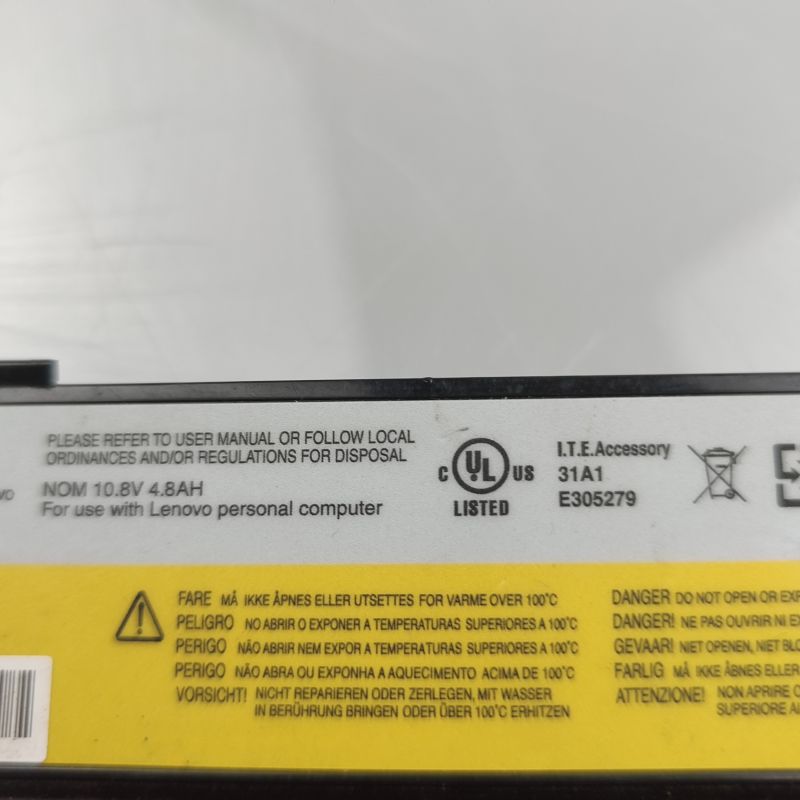 PLEASE REFER TO USER MANUAL OR FOLLOW LOCAL
ORDINANCES AND/OR REGULATIONS FOR DISPOSAL
NOM 10.8V 4.8AH
For use with Lenovo personal computer
C UL US
LISTED
I.T.E.Accessory
31A1
E305279
FARE MÅ IKKE ÅPNES ELLER UTSETTES FOR VARME OVER 100°C
PELIGRO NO ABRIR O EXPONER A TEMPERATURAS SUPERIORES A 100°C
PERIGO NÃO ABRIR NEM EXPOR A TEMPERATURAS SUPERIORES A 100°C
PERIGO NÃO ABRA OU EXPONHA A AQUECIMENTO ACIMA DE 100°C
VORSICHT! NICHT REPARIEREN ODER ZERLEGEN, MIT WASSER
IN BERÜHRUNG BRINGEN ODER ÜBER 100°C ERHITZEN
DANGER DO NOT OPEN OR EXP
DANGER! NE PAS OUVRIR NI E
GEVAAR! NIET OPENEN, NIET BLO
FARLIG MÅ IKKE ÅBNES ELLER
ATTENZIONE! NON APRIRE O
SUPERIORE AI